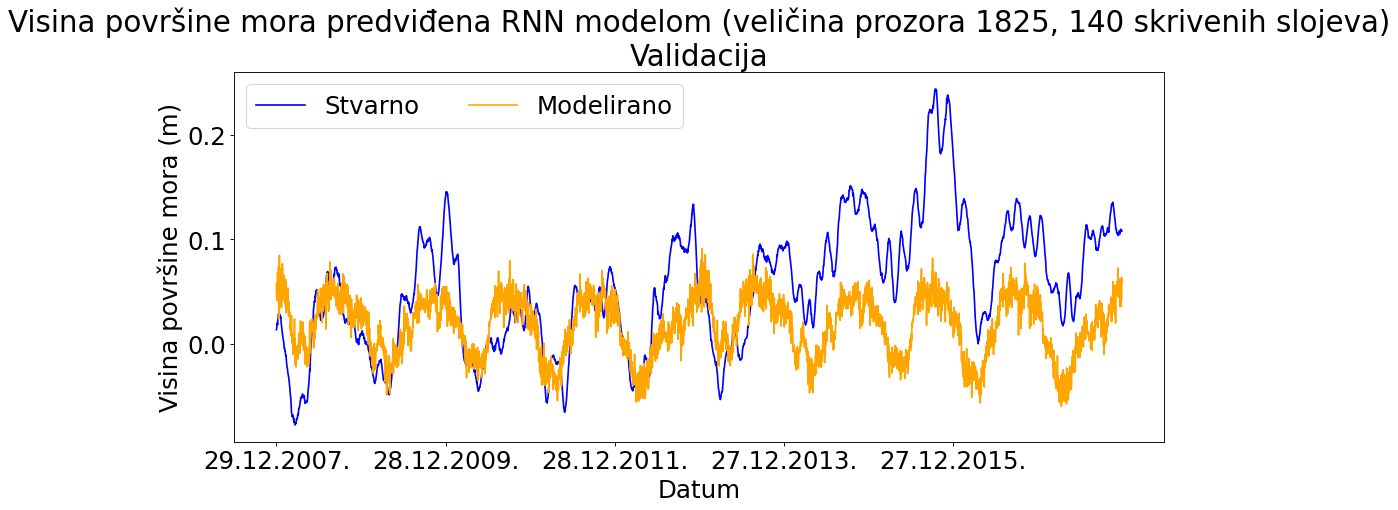 Visina površine mora predviđena RNN modelom (veličina prozora 1825, 140 skrivenih slojeva)
Validacija
Stvarno
Modelirano
Visina površine mora (m)
0.2
0.1
0.0
29.12.2007.
28.12.2009.
28.12.2011.
27.12.2013.
27.12.2015.
Datum